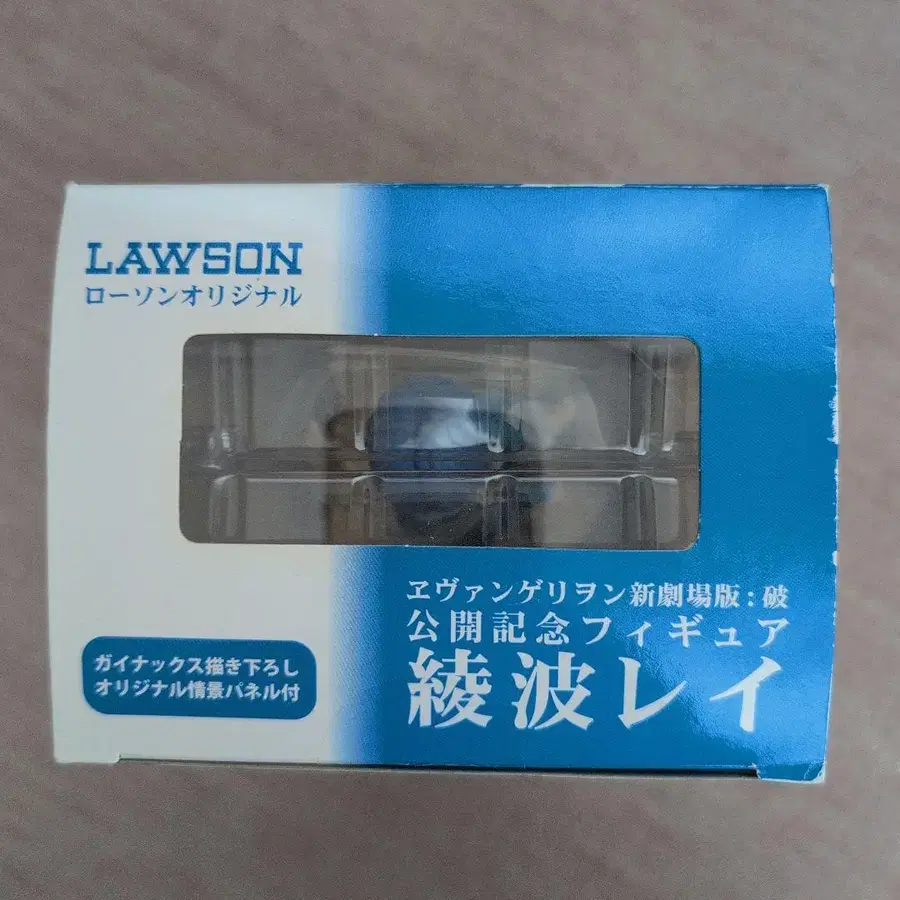 LAWSON
ローソンオリジナル
ヱヴァンゲリヲン新劇場版:破
公開記念フィギュア
綾波レイ
ガイナックス描き下ろし
オリジナル情景パネル付